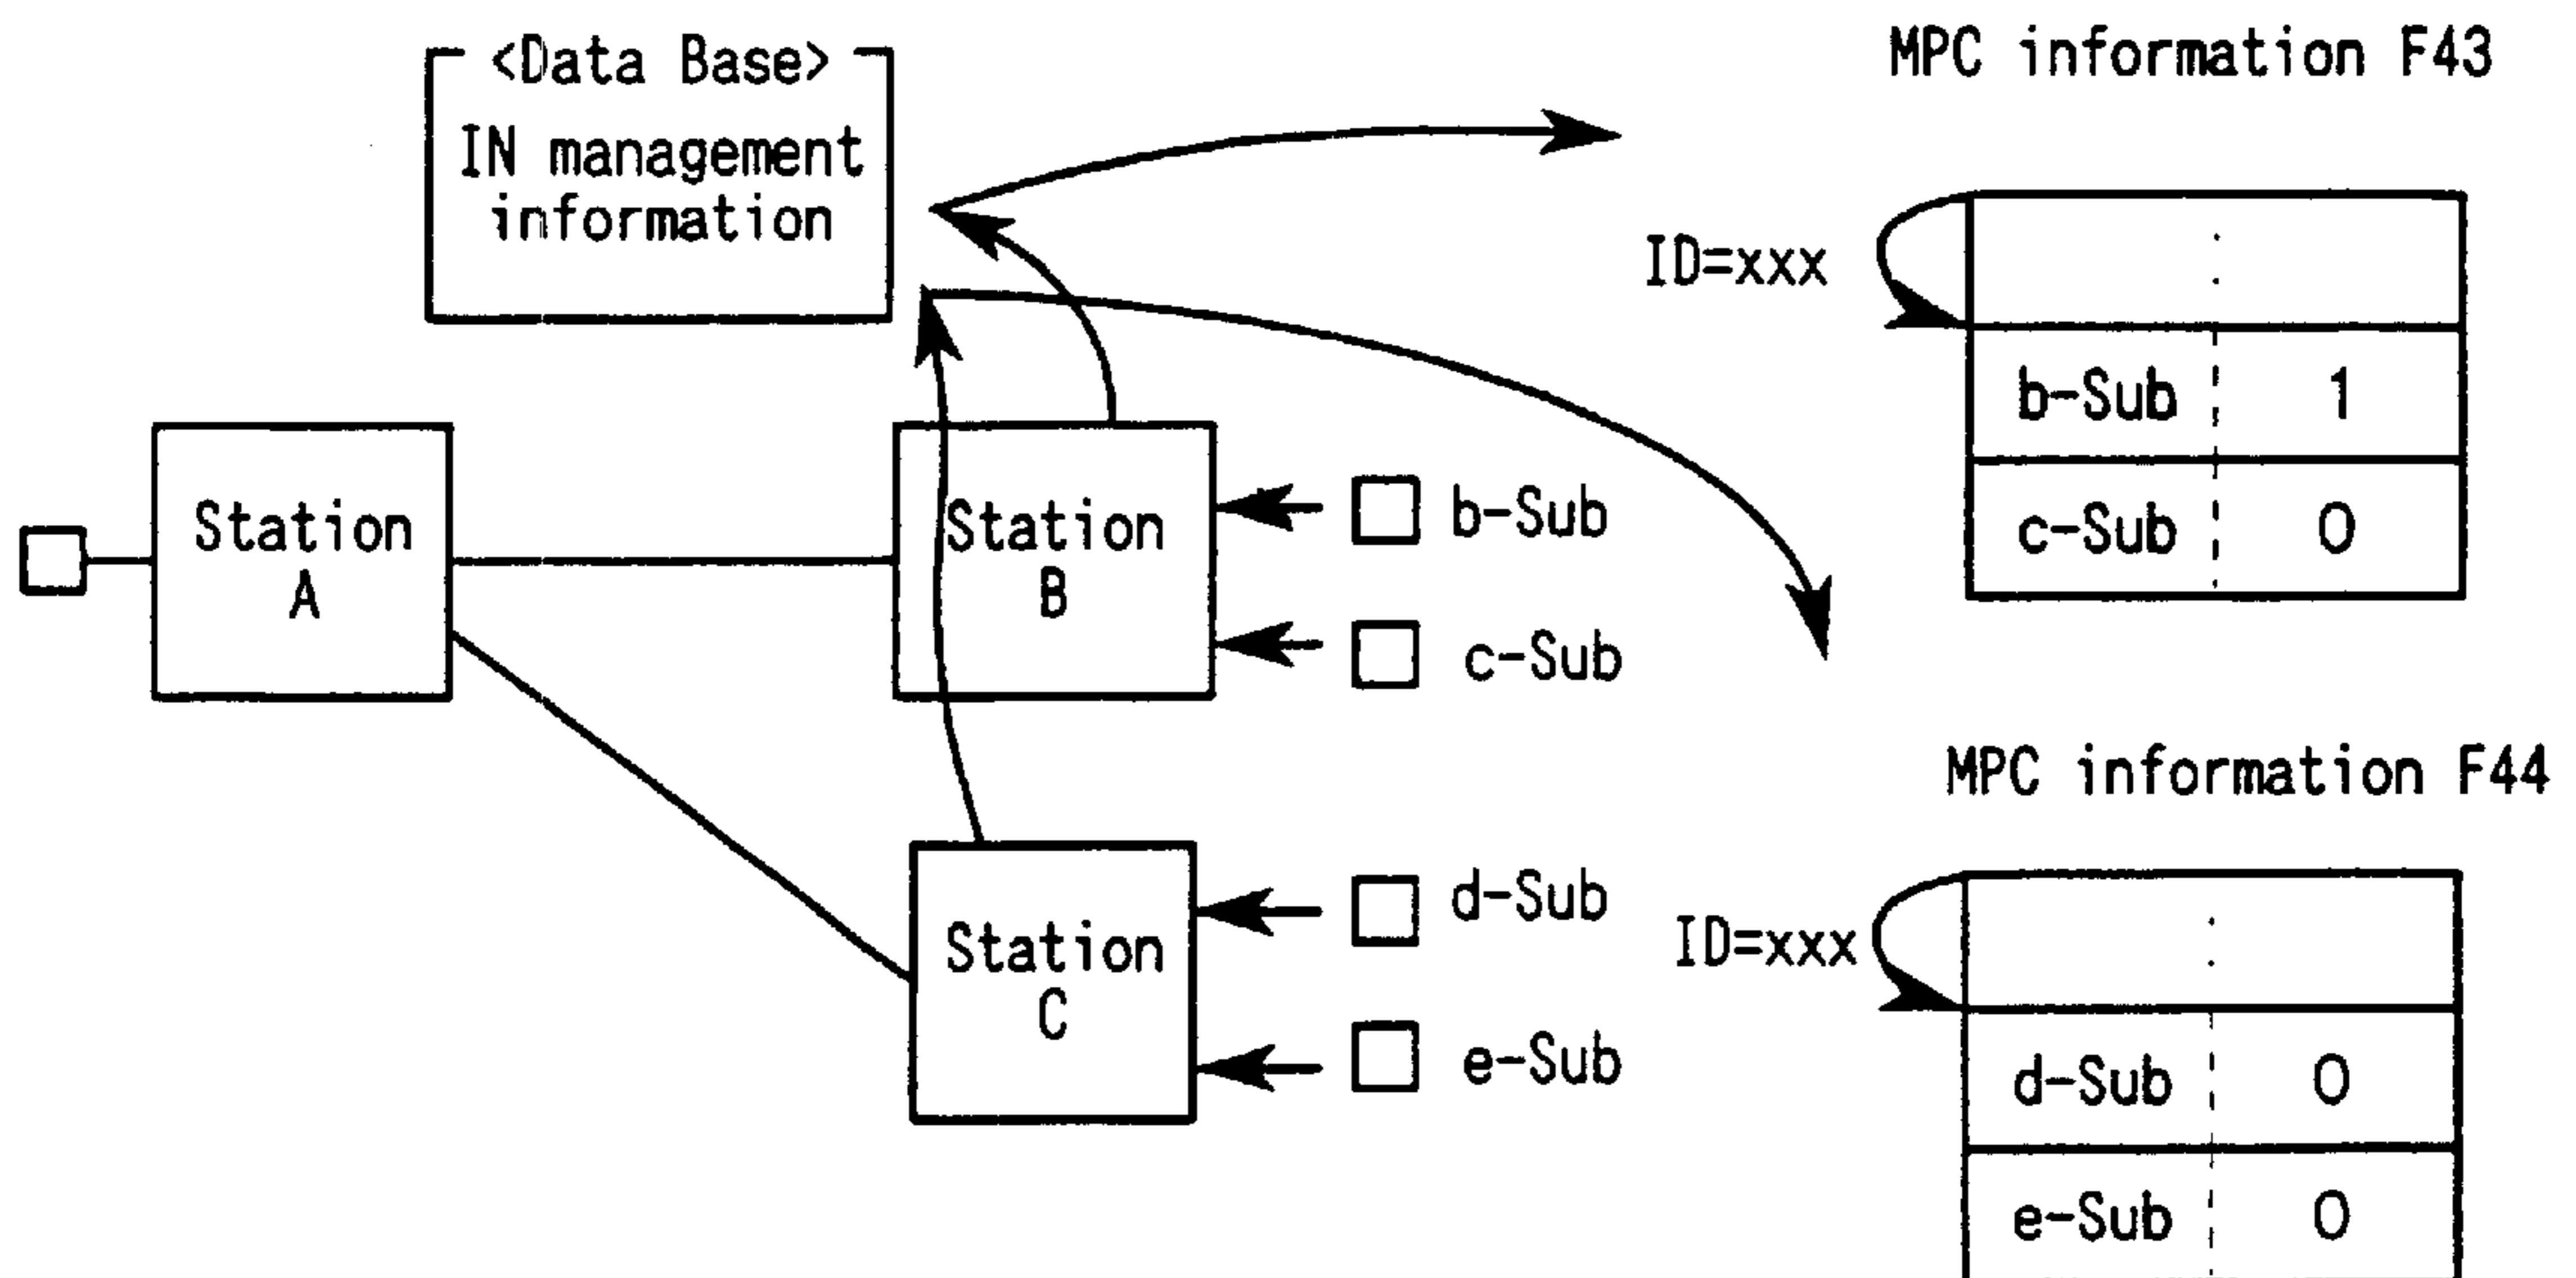 <Data Base>
IN management
information
MPC information F43
ID=xxx
b-Sub 1
c-Sub 0
Station
A
Station
B
b-Sub
c-Sub
Station
C
d-Sub
e-Sub
MPC information F44
ID=xxx
d-Sub 0
e-Sub 0